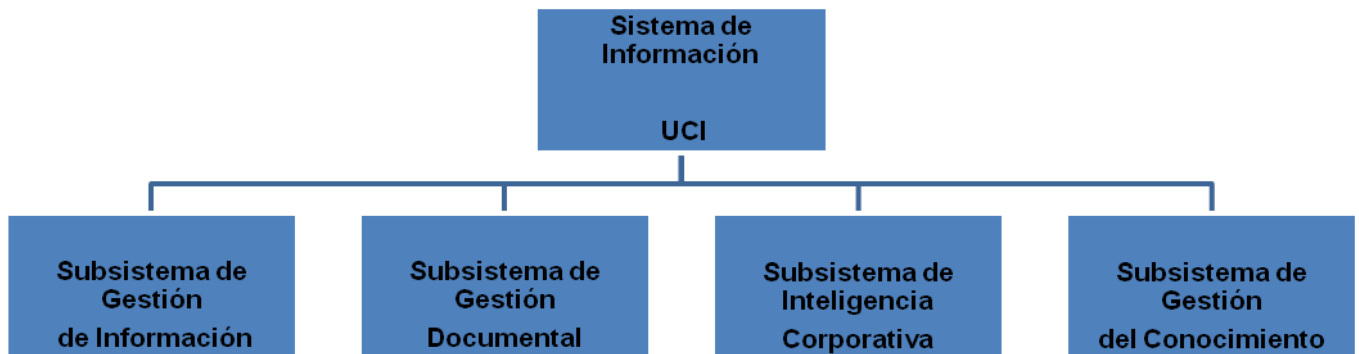 Sistema de
Información
UCI
Subsistema de
Gestión
de Información
Subsistema de
Gestión
Documental
Subsistema de
Inteligencia
Corporativa
Subsistema de
Gestión
del Conocimiento